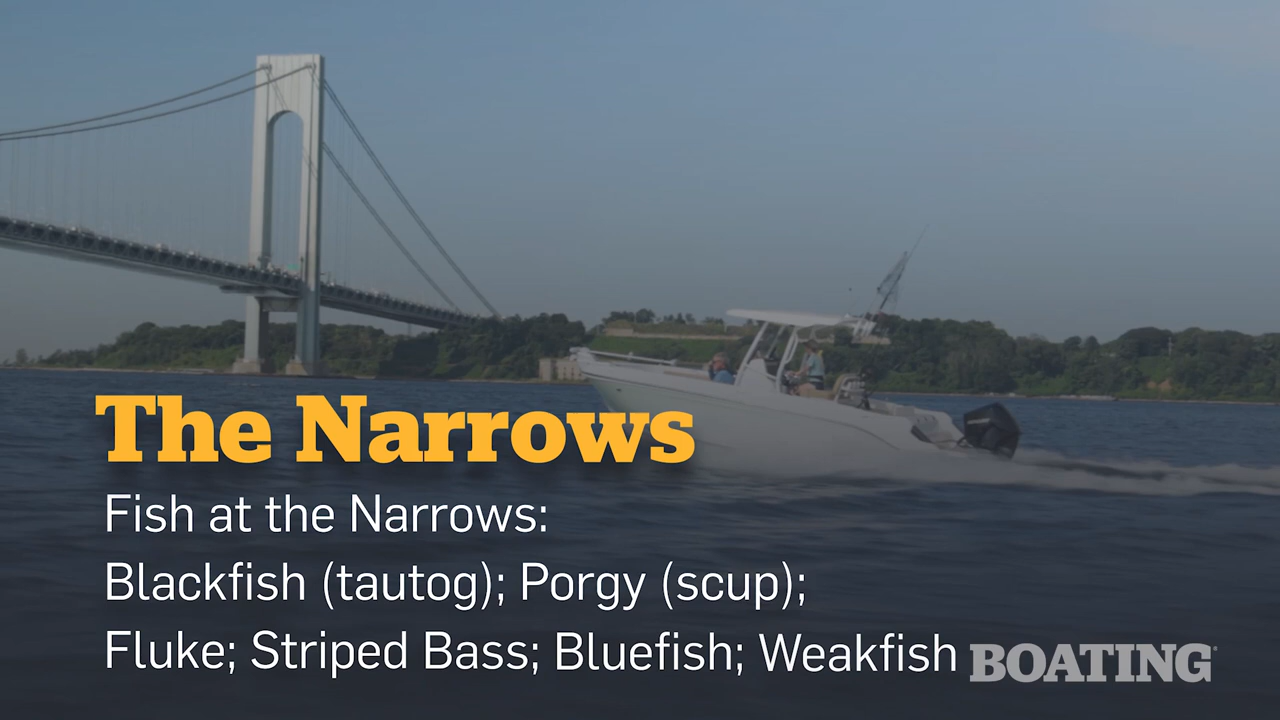 The Narrows
Fish at the Narrows:
Blackfish (tautog); Porgy (scup);
Fluke; Striped Bass; Bluefish; Weakfish
BOATING